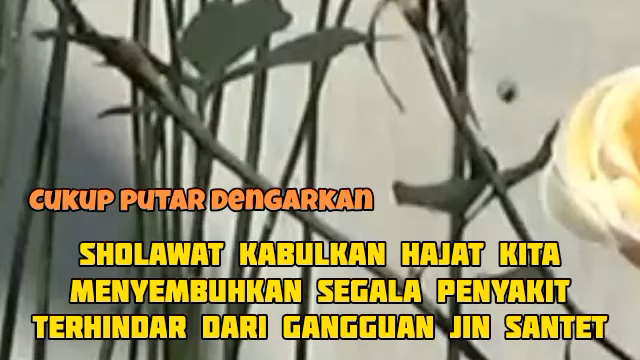 CUKUP PUTAR DENGARKAN
SHOLAWAT KABULKAN HAJAT KITA
MENYEMBUHKAN SEGALA PENYAKIT
TERHINDAR DARI GANGGUAN JIN SANTET